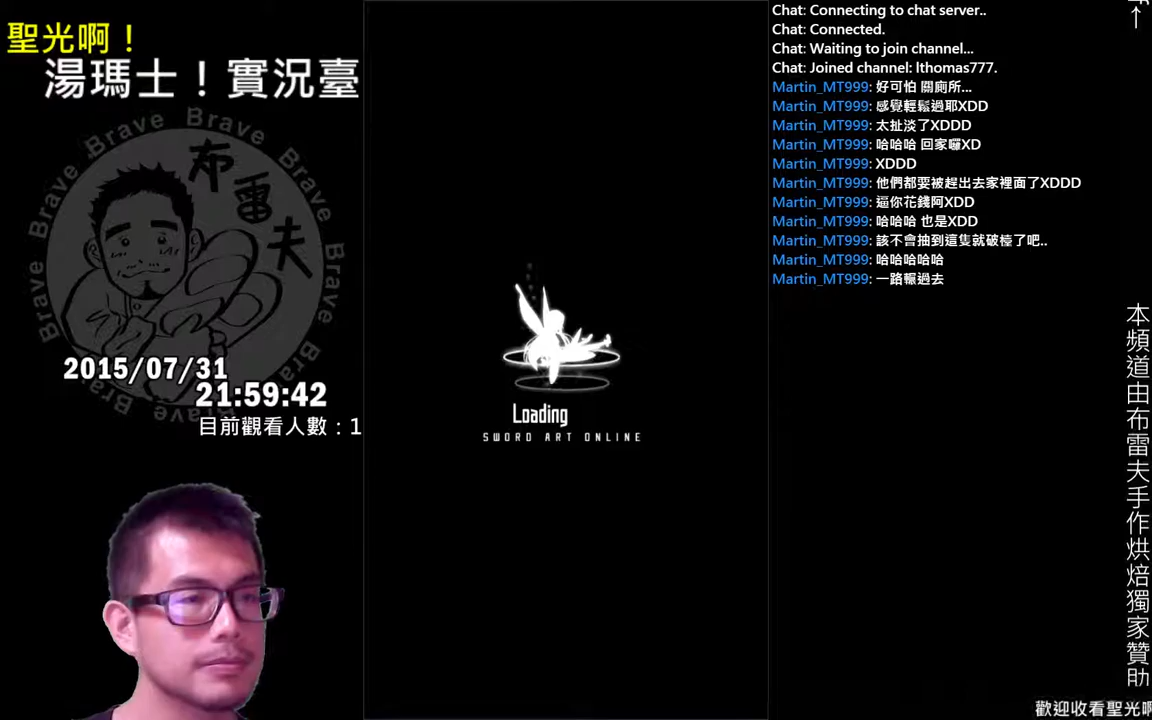 聖光啊！
湯瑪士！實況臺
Brave Brave Brave Brave Brave Brave
布雷夫
2015/07/31
21:59:42
目前觀看人數：1
Loading
SWORD ART ONLINE
Chat: Connecting to chat server..
Chat: Connected.
Chat: Waiting to join channel...
Chat: Joined channel: lthomas777.
Martin_MT999: 好可怕 關廁所...
Martin_MT999: 感覺輕鬆過耶XDD
Martin_MT999: 太扯淡了XDDD
Martin_MT999: 哈哈哈 回家囉XD
Martin_MT999: XDDD
Martin_MT999: 他們都要被趕出去家裡面了XDDD
Martin_MT999: 逼你花錢阿XDD
Martin_MT999: 哈哈哈 也是XDD
Martin_MT999: 該不會抽到這隻就破檯了吧..
Martin_MT999: 哈哈哈哈哈
Martin_MT999: 一路輾過去
本頻道由布雷夫手作烘焙獨家贊助
歡迎收看聖光啊